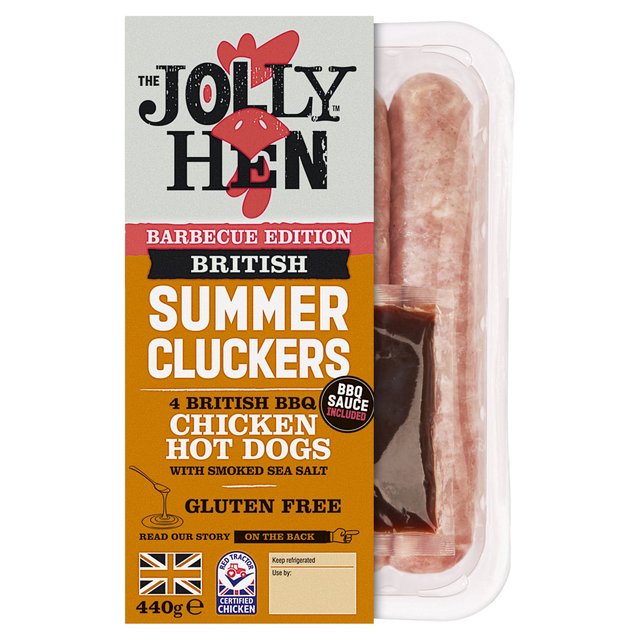 THE JOLLY™
HEN
BARBECUE EDITION
BRITISH
SUMMER
CLUCKERS
4 BRITISH BBQ
CHICKEN
HOT DOGS
WITH SMOKED SEA SALT
BBQ
SAUCE
INCLUDED
GLUTEN FREE
READ OUR STORY ON THE BACK
RED TRACTOR
CERTIFIED
CHICKEN
Keep refrigerated
Use by:
440g e